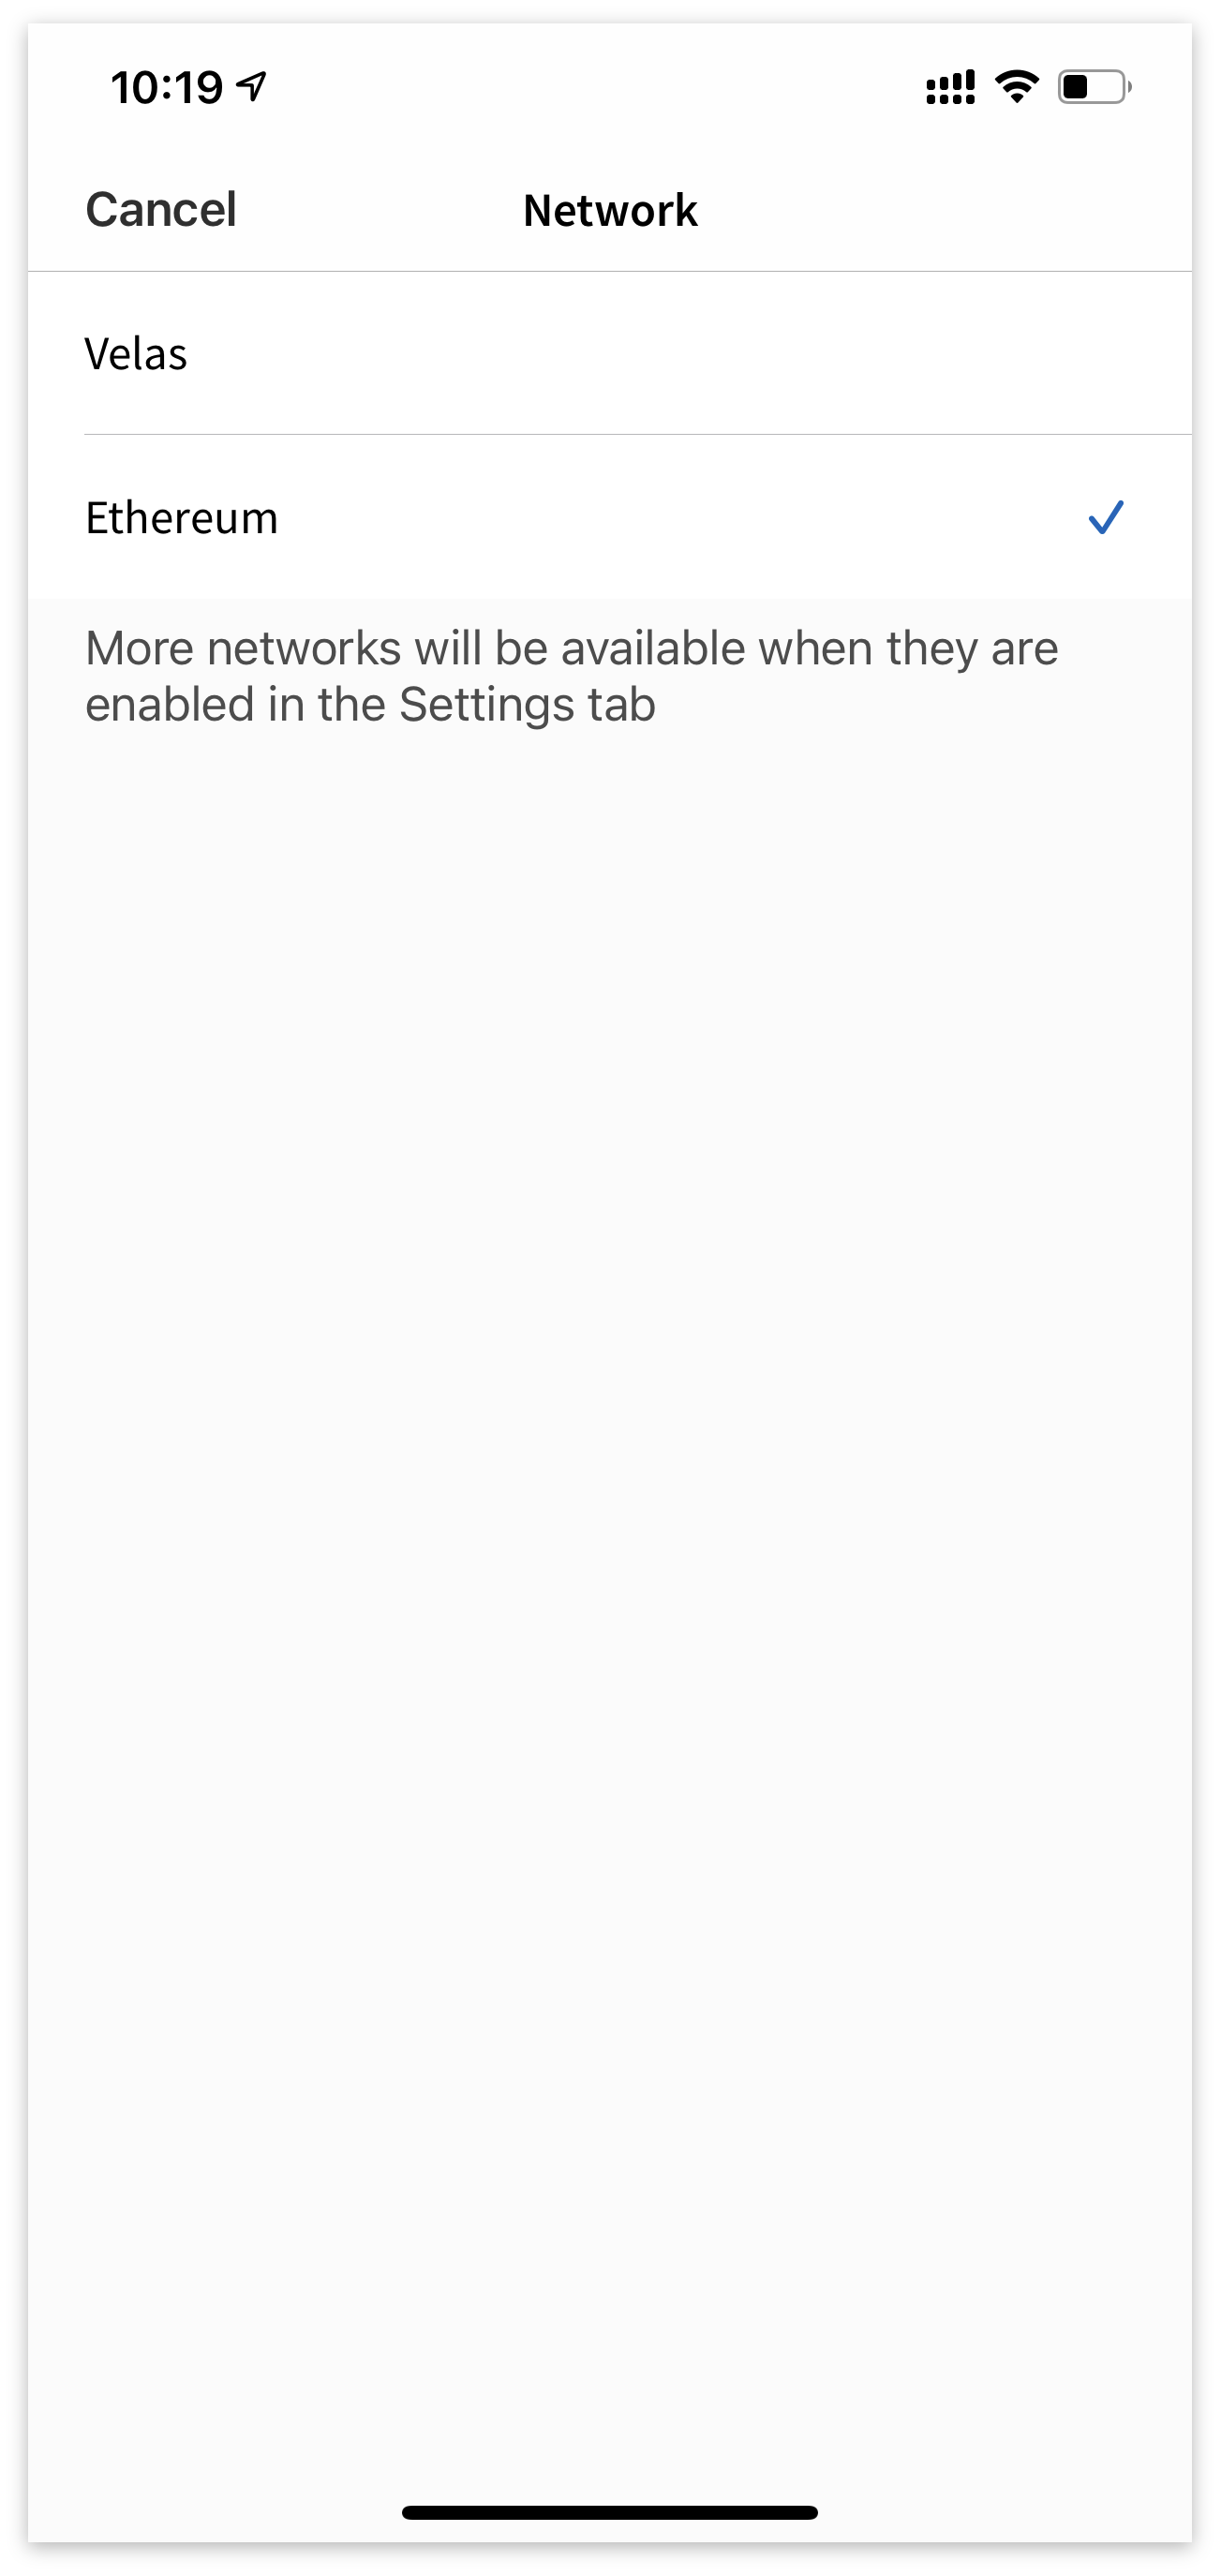 10:19
Cancel Network
Velas
Ethereum
More networks will be available when they are
enabled in the Settings tab